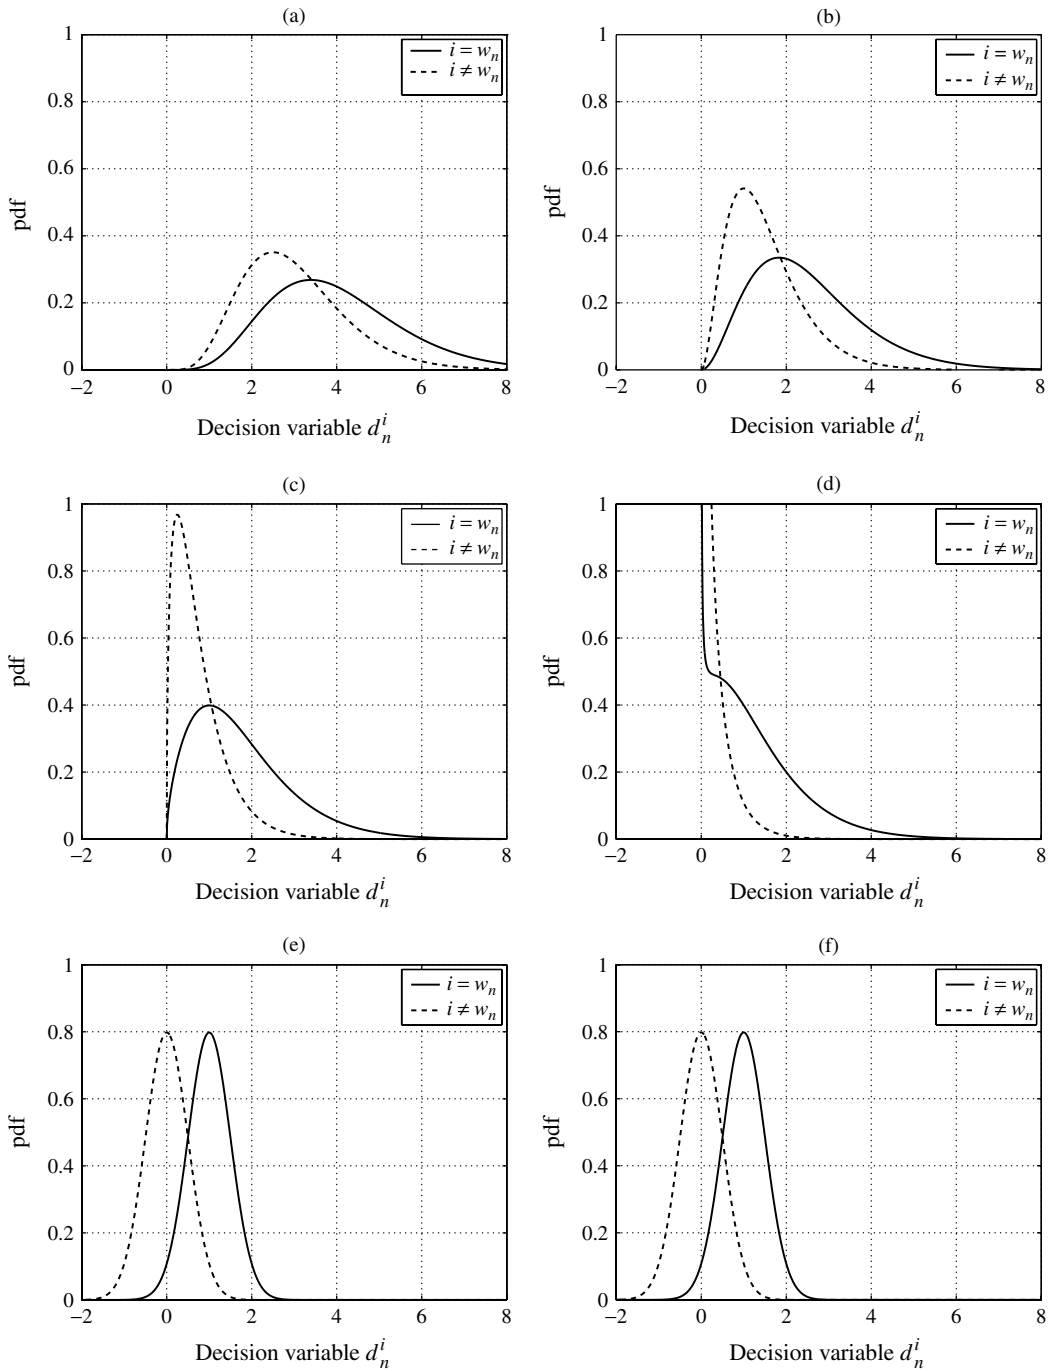 (a)
1
0.8
0.6
0.4
0.2
0
−2 0 2 4 6 8
pdf
Decision variable d_n^i
i = w_n
i ≠ w_n
(b)
1
0.8
0.6
0.4
0.2
0
−2 0 2 4 6 8
pdf
Decision variable d_n^i
i = w_n
i ≠ w_n
(c)
1
0.8
0.6
0.4
0.2
0
−2 0 2 4 6 8
pdf
Decision variable d_n^i
i = w_n
i ≠ w_n
(d)
1
0.8
0.6
0.4
0.2
0
−2 0 2 4 6 8
pdf
Decision variable d_n^i
i = w_n
i ≠ w_n
(e)
1
0.8
0.6
0.4
0.2
0
−2 0 2 4 6 8
pdf
Decision variable d_n^i
i = w_n
i ≠ w_n
(f)
1
0.8
0.6
0.4
0.2
0
−2 0 2 4 6 8
pdf
Decision variable d_n^i
i = w_n
i ≠ w_n